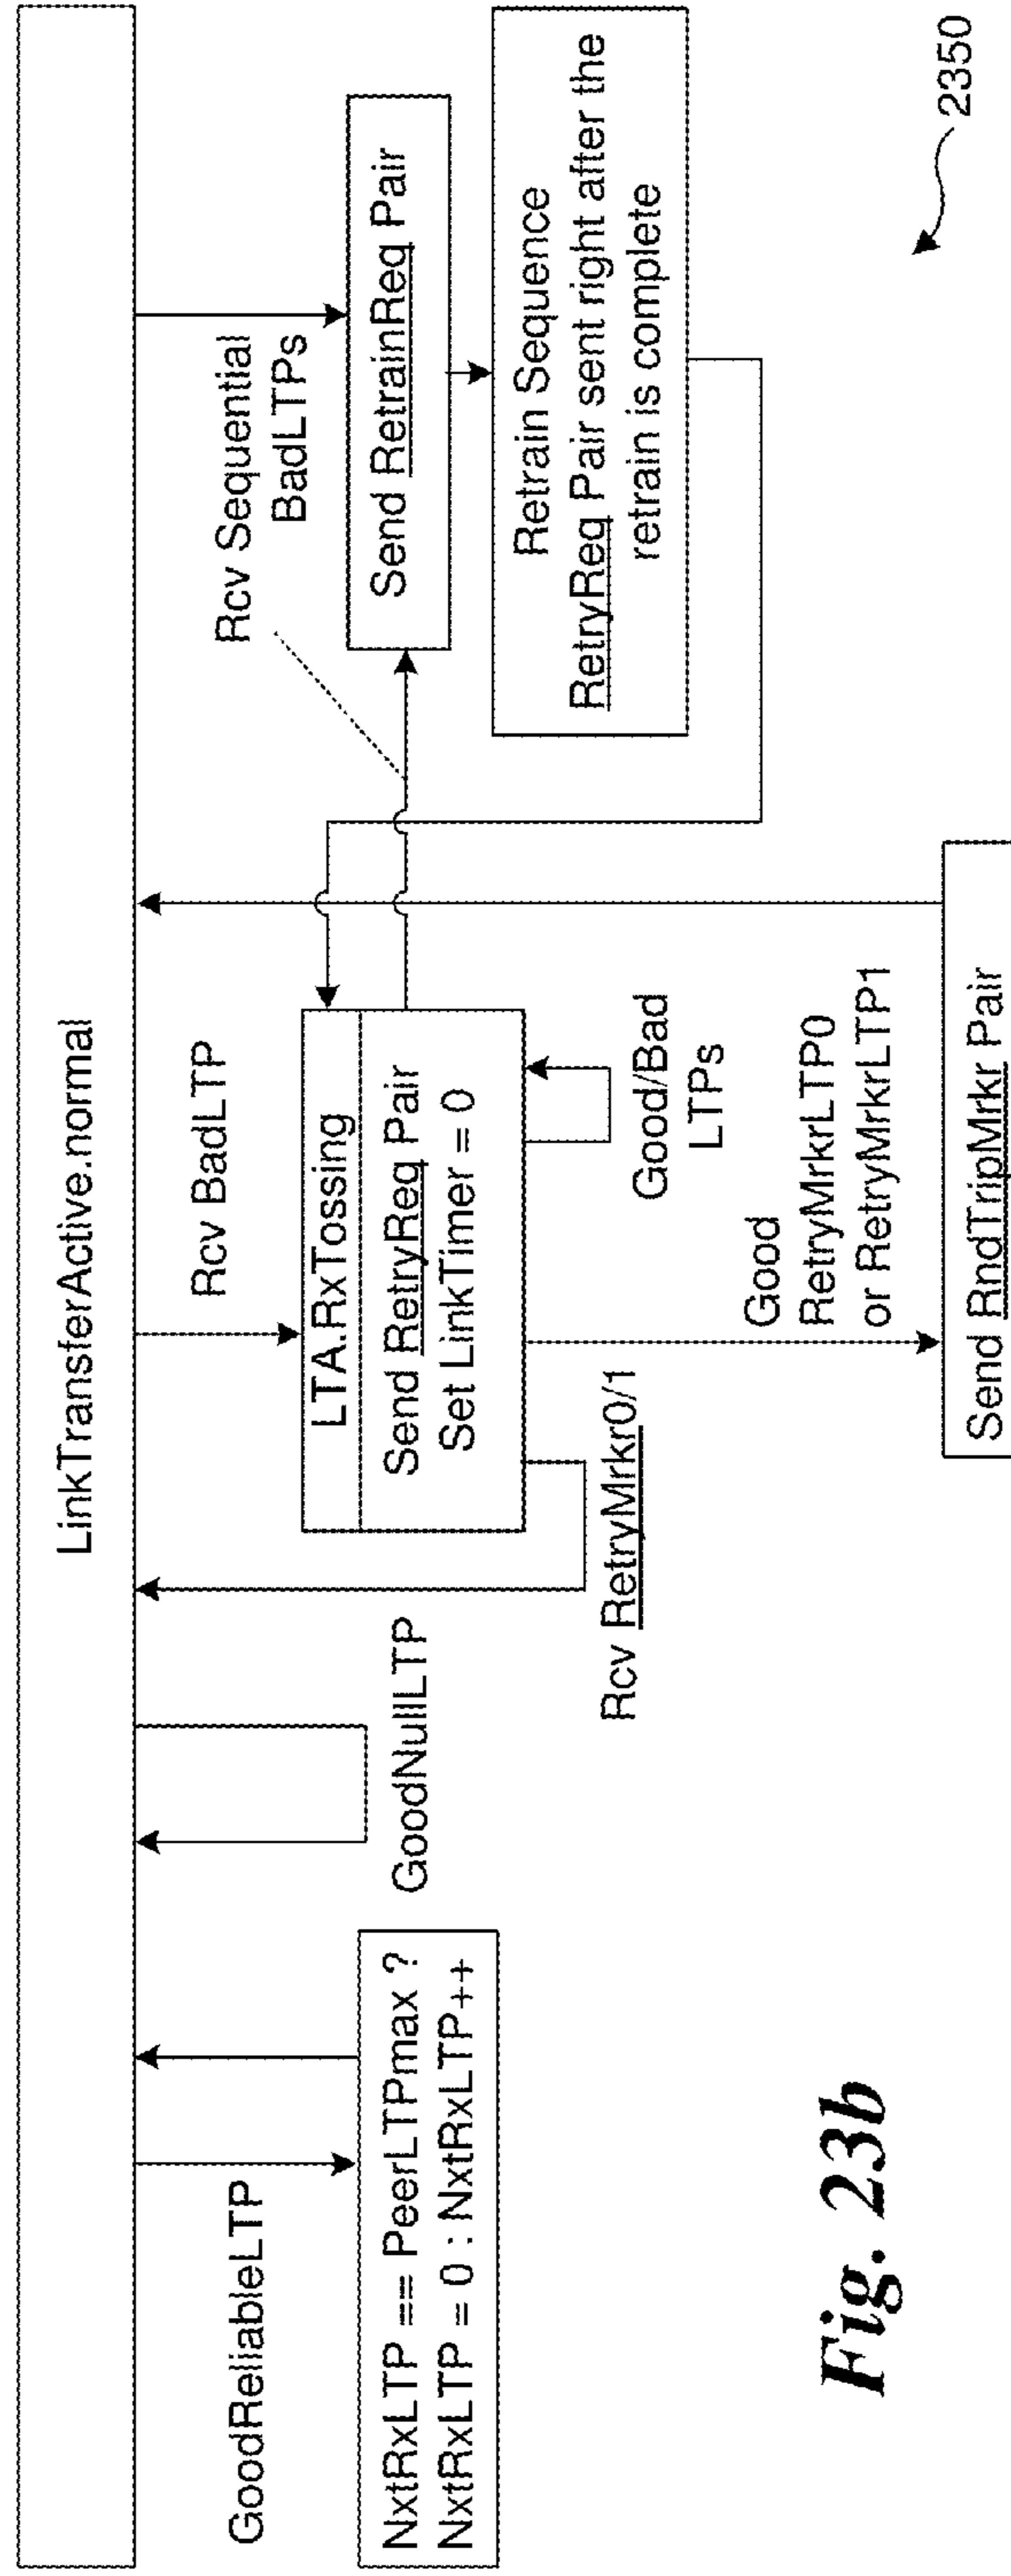 LinkTransferActive.normal
GoodReliableLTP
NxtRxLTP == PeerLTPmax ?
NxtRxLTP = 0 : NxtRxLTP++
GoodNullLTP
Rcv BadLTP
LTA.RxTossing
Send RetryReq Pair
Set LinkTimer = 0
Rcv RetryMrkr0/1
Good/Bad
LTPs
Good
RetryMrkrLTP0
or RetryMrkrLTP1
Send RndTripMrkr Pair
Rcv Sequential
BadLTPs
Send RetrainReq Pair
Retrain Sequence
RetryReq Pair sent right after the
retrain is complete
2350
Fig. 23b